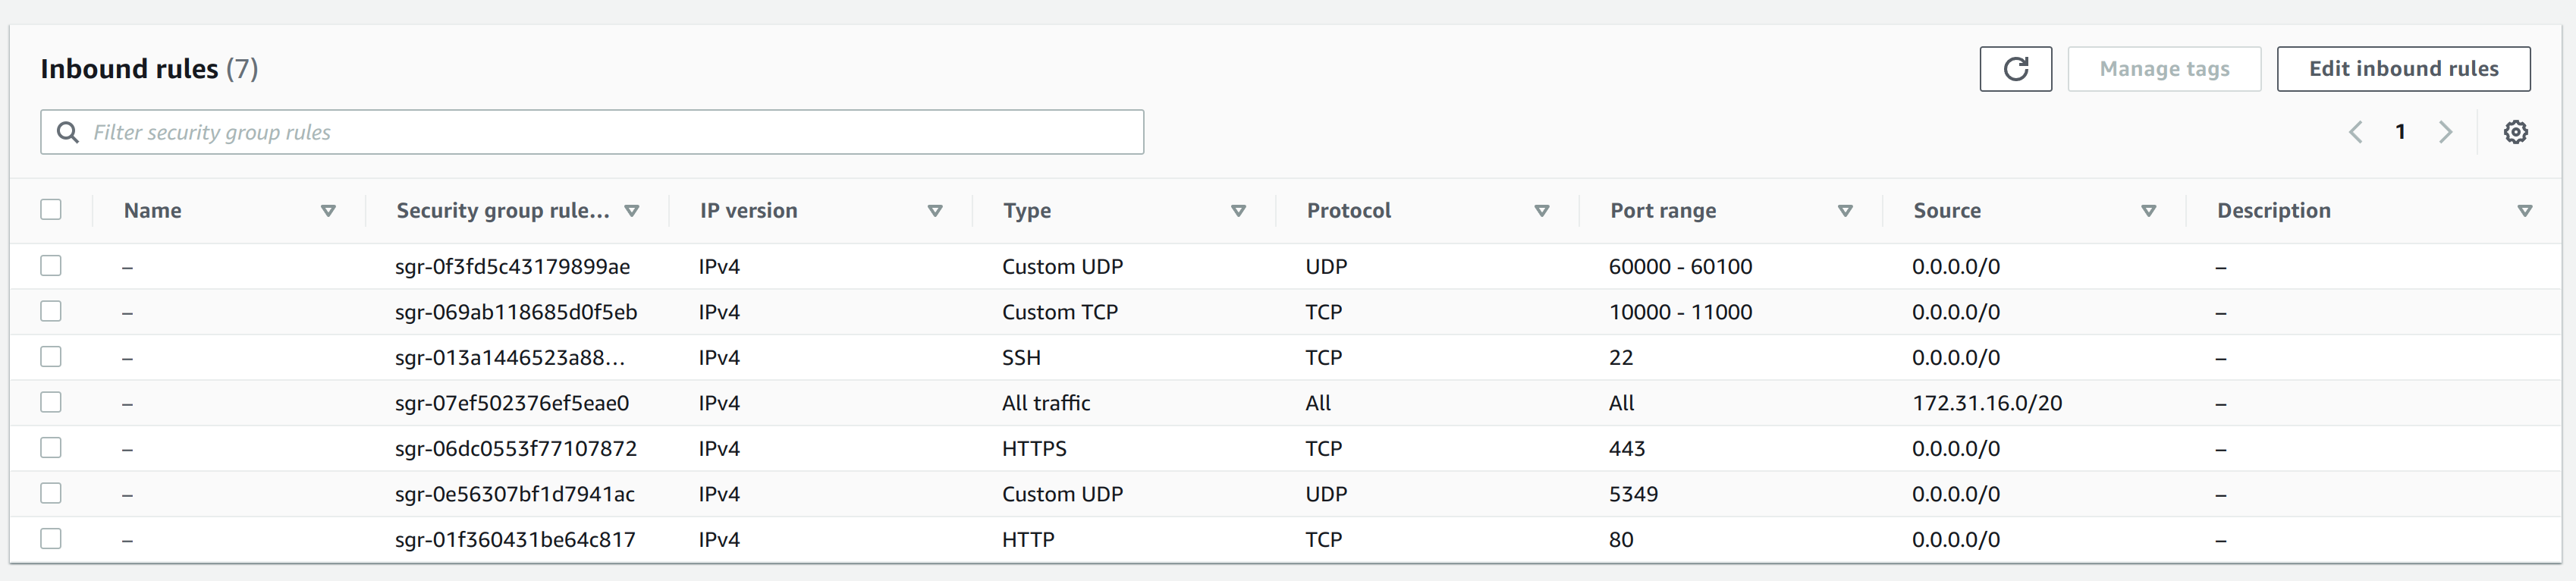 Inbound rules (7)
Manage tags
Edit inbound rules
Filter security group rules
1
Name Security group rule... IP version Type Protocol Port range Source Description
– sgr-0f3fd5c43179899ae IPv4 Custom UDP UDP 60000 - 60100 0.0.0.0/0 –
– sgr-069ab118685d0f5eb IPv4 Custom TCP TCP 10000 - 11000 0.0.0.0/0 –
– sgr-013a1446523a88... IPv4 SSH TCP 22 0.0.0.0/0 –
– sgr-07ef502376ef5eae0 IPv4 All traffic All All 172.31.16.0/20 –
– sgr-06dc0553f77107872 IPv4 HTTPS TCP 443 0.0.0.0/0 –
– sgr-0e56307bf1d7941ac IPv4 Custom UDP UDP 5349 0.0.0.0/0 –
– sgr-01f360431be64c817 IPv4 HTTP TCP 80 0.0.0.0/0 –